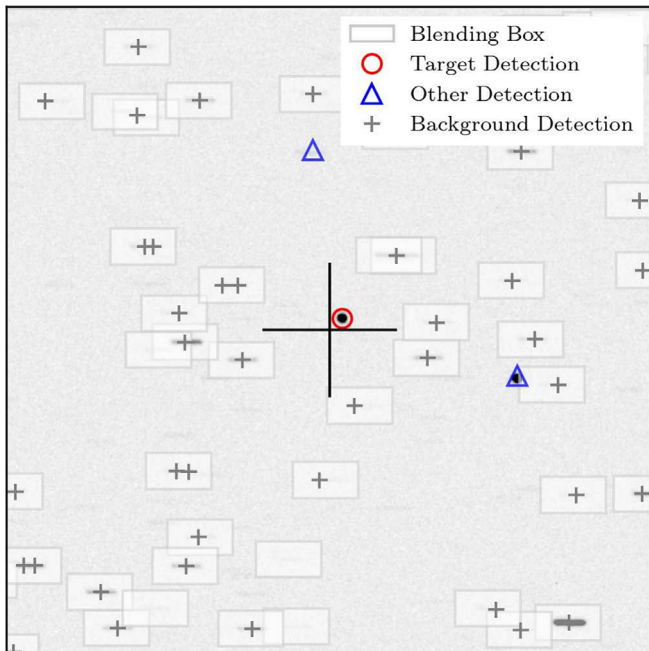 Blending Box
Target Detection
Other Detection
Background Detection